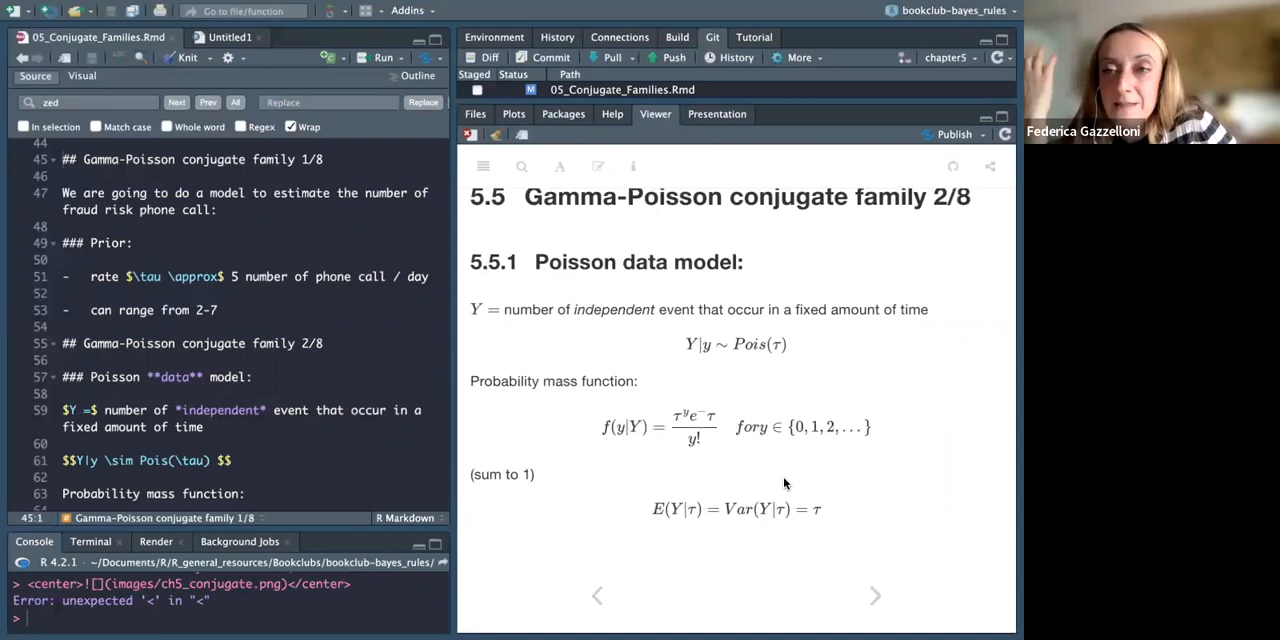 Go to file/function
Addins
bookclub-bayes_rules
05_Conjugate_Families.Rmd
Untitled1
Knit
Run
Source
Visual
Outline
zed
Next
Prev
All
Replace
Replace
In selection
Match case
Whole word
Regex
Wrap
44
45 ## Gamma-Poisson conjugate family 1/8
46
47 We are going to do a model to estimate the number of
fraud risk phone call:
48
49 ### Prior:
50
51 - rate $\tau \approx$ 5 number of phone call / day
52
53 - can range from 2-7
54
55 ## Gamma-Poisson conjugate family 2/8
56
57 ### Poisson **data** model:
58
59 $Y =$ number of *independent* event that occur in a
fixed amount of time
60
61 $$Y|y \sim Pois(\tau) $$
62
63 Probability mass function:
45:1
Gamma-Poisson conjugate family 1/8
R Markdown
Console
Terminal
Render
Background Jobs
R 4.2.1 · ~/Documents/R/R_general_resources/Bookclubs/bookclub-bayes_rules/
> <center>![](images/ch5_conjugate.png)</center>
Error: unexpected '<' in "<"
>
Environment
History
Connections
Build
Git
Tutorial
Diff
Commit
Pull
Push
History
More
chapter5
Staged
Status
Path
M
05_Conjugate_Families.Rmd
Files
Plots
Packages
Help
Viewer
Presentation
Publish
5.5 Gamma-Poisson conjugate family 2/8
5.5.1 Poisson data model:
Y = number of independent event that occur in a fixed amount of time
Y|y ∼ Pois(τ)
Probability mass function:
f(y|Y) = τ^y e^− τ / y! fory ∈ {0, 1, 2, ...}
(sum to 1)
E(Y|τ) = Var(Y|τ) = τ
Federica Gazzelloni